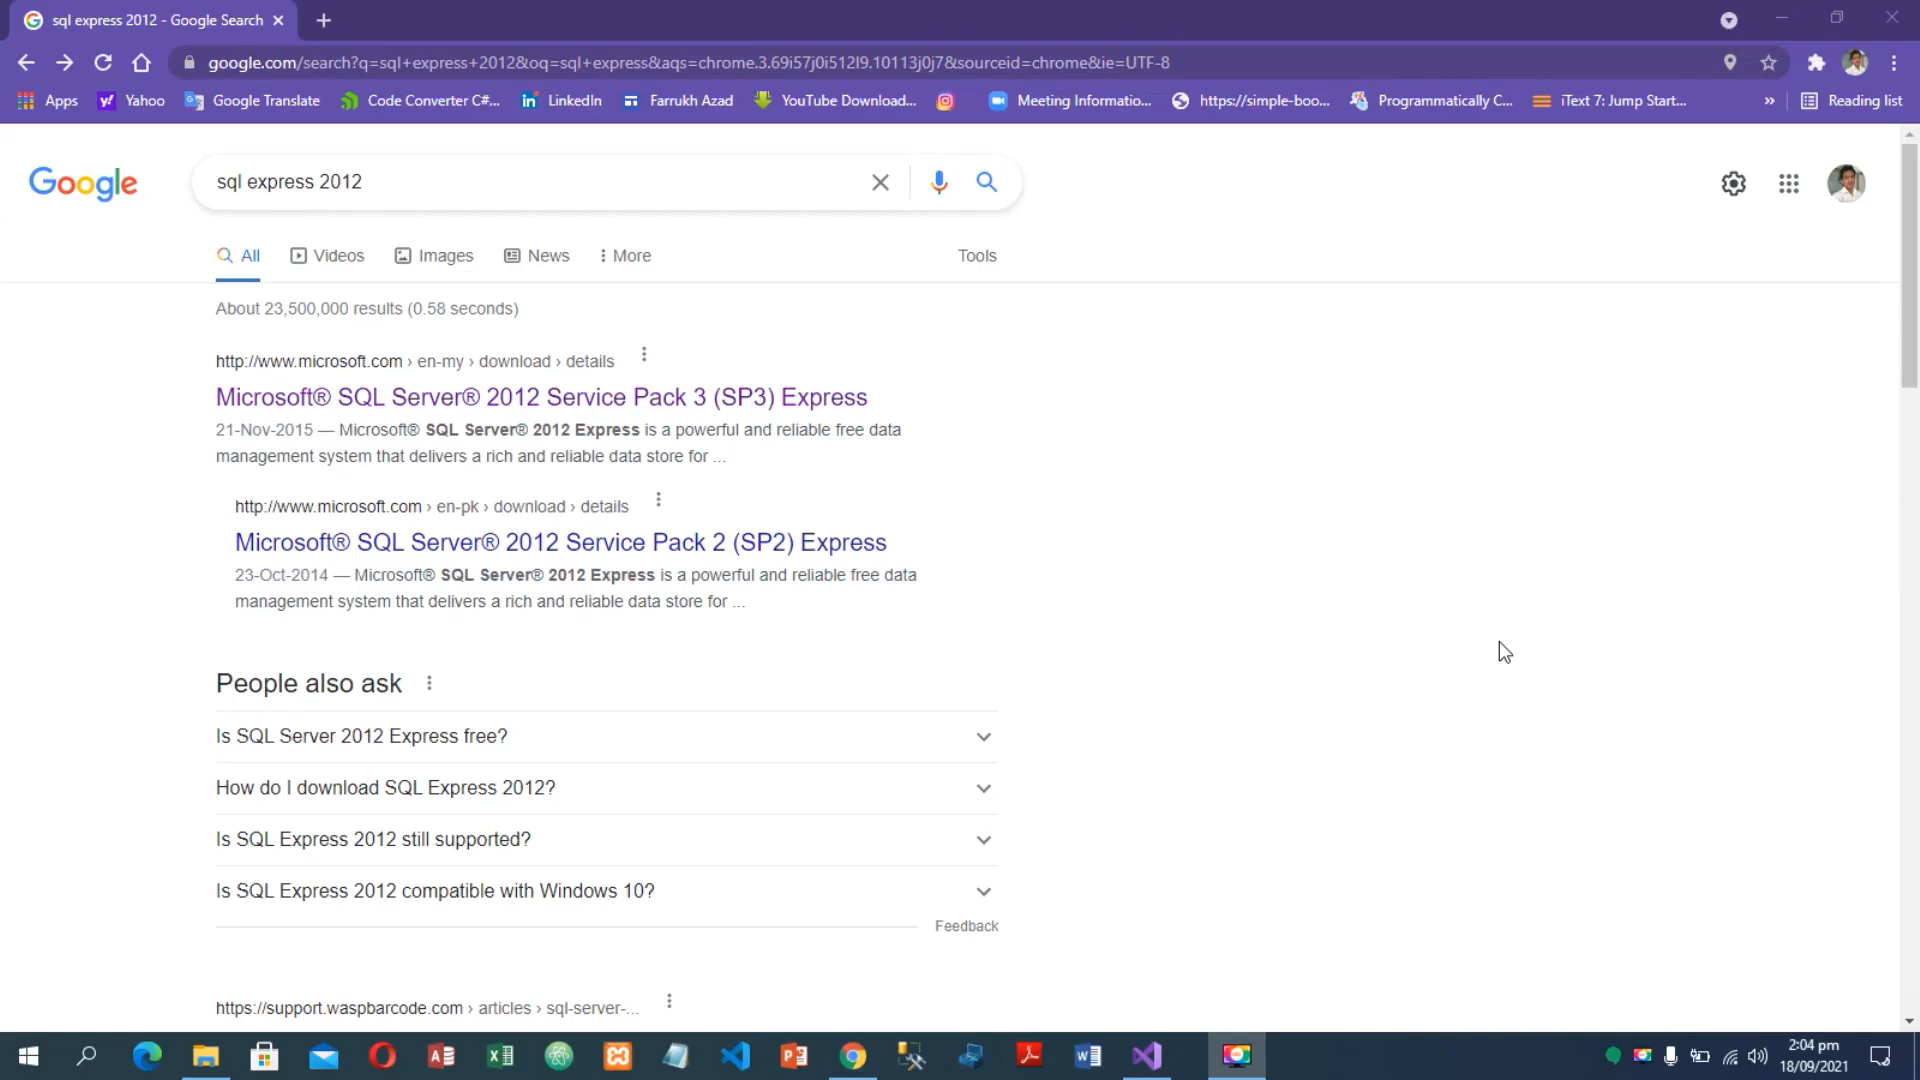 sql express 2012 - Google Search
google.com/search?q=sql+express+2012&oq=sql+express&aqs=chrome.3.69i57j0i512l9.10113j0j7&sourceid=chrome&ie=UTF-8
Apps Yahoo Google Translate Code Converter C#... LinkedIn Farrukh Azad YouTube Download... Meeting Informatio... https://simple-boo... Programmatically C... iText 7: Jump Start... » Reading list
Google
sql express 2012
All Videos Images News More Tools
About 23,500,000 results (0.58 seconds)
http://www.microsoft.com › en-my › download › details
Microsoft® SQL Server® 2012 Service Pack 3 (SP3) Express
21-Nov-2015 — Microsoft® SQL Server® 2012 Express is a powerful and reliable free data
management system that delivers a rich and reliable data store for ...
http://www.microsoft.com › en-pk › download › details
Microsoft® SQL Server® 2012 Service Pack 2 (SP2) Express
23-Oct-2014 — Microsoft® SQL Server® 2012 Express is a powerful and reliable free data
management system that delivers a rich and reliable data store for ...
People also ask
Is SQL Server 2012 Express free?
How do I download SQL Express 2012?
Is SQL Express 2012 still supported?
Is SQL Express 2012 compatible with Windows 10?
Feedback
https://support.waspbarcode.com › articles › sql-server-...
2:04 pm
18/09/2021